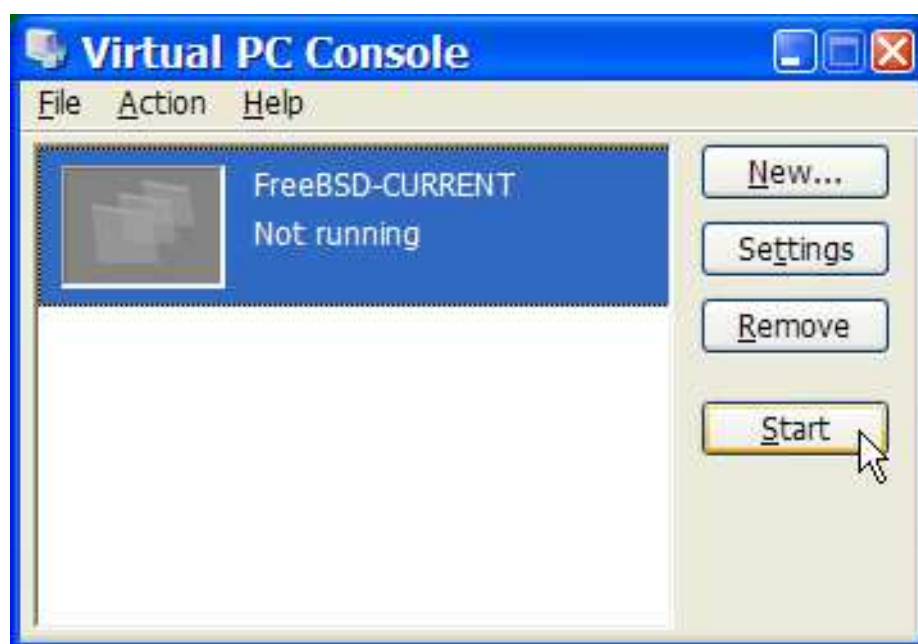 Virtual PC Console
File Action Help
FreeBSD-CURRENT
Not running
New...
Settings
Remove
Start